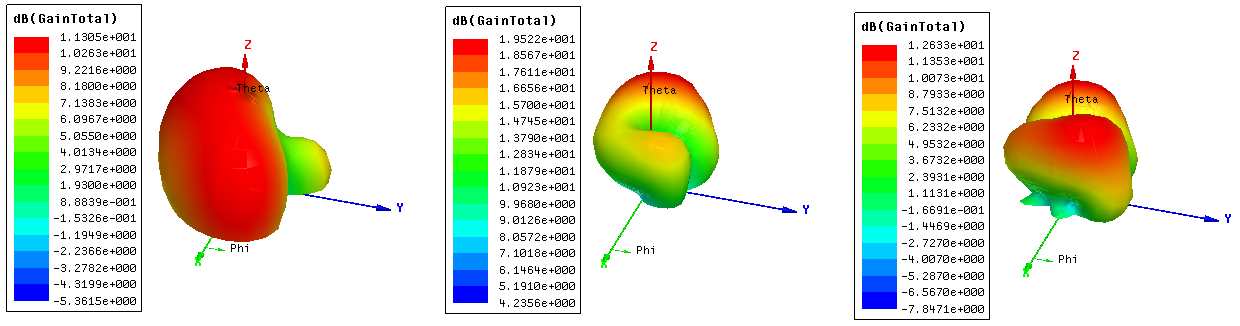 dB(GainTotal)
1.1305e+001
1.0263e+001
9.2216e+000
8.1800e+000
7.1383e+000
6.0967e+000
5.0550e+000
4.0134e+000
2.9717e+000
1.9300e+000
8.8839e-001
-1.5326e-001
-1.1949e+000
-2.2366e+000
-3.2782e+000
-4.3199e+000
-5.3615e+000
Z
Theta
Y
Phi
dB(GainTotal)
1.9522e+001
1.8567e+001
1.7611e+001
1.6656e+001
1.5700e+001
1.4745e+001
1.3790e+001
1.2834e+001
1.1879e+001
1.0923e+001
9.9680e+000
9.0126e+000
8.0572e+000
7.1018e+000
6.1464e+000
5.1910e+000
4.2356e+000
Z
Theta
Y
Phi
dB(GainTotal)
1.2633e+001
1.1353e+001
1.0073e+001
8.7933e+000
7.5132e+000
6.2332e+000
4.9532e+000
3.6732e+000
2.3931e+000
1.1131e+000
-1.6691e-001
-1.4469e+000
-2.7270e+000
-4.0070e+000
-5.2870e+000
-6.5670e+000
-7.8471e+000
Z
Theta
Y
Phi